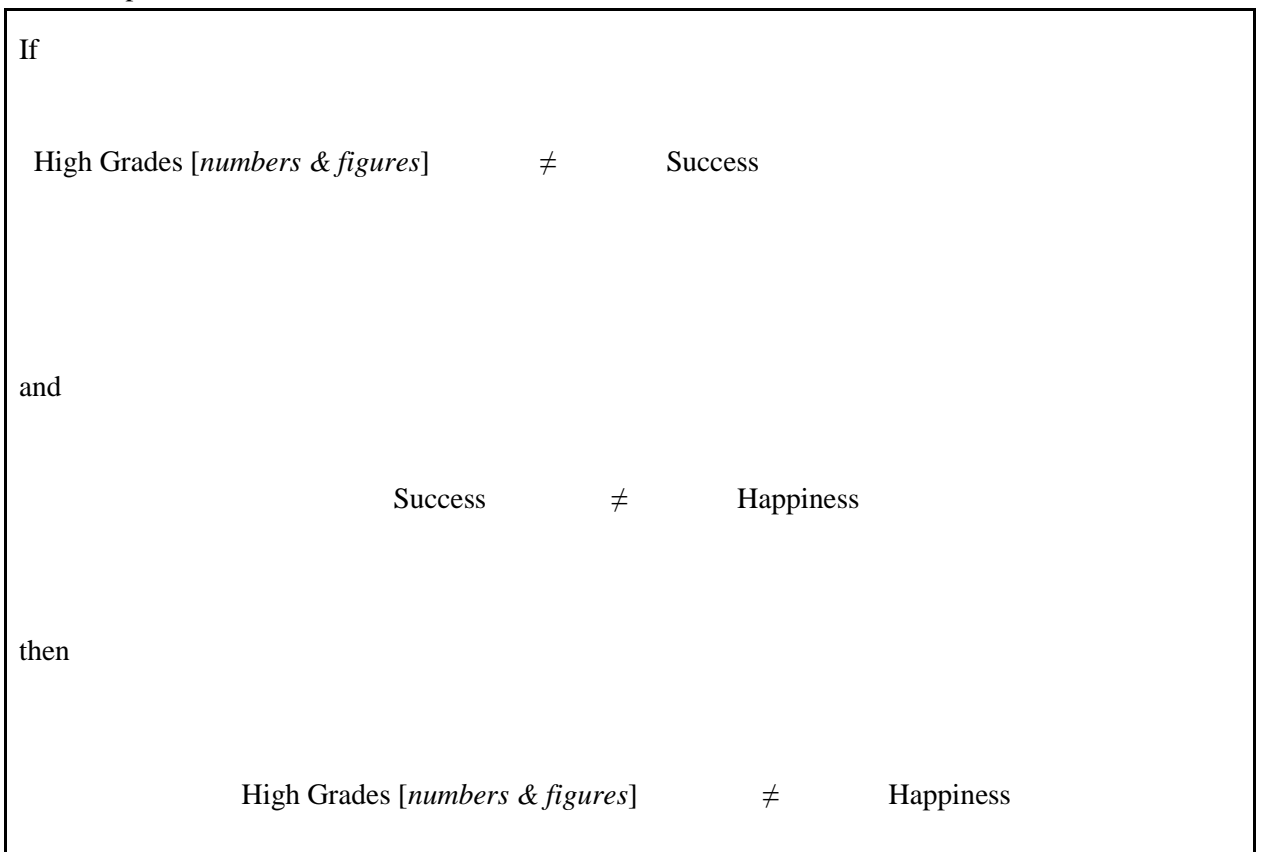 If
High Grades [numbers & figures] ≠ Success
and
Success ≠ Happiness
then
High Grades [numbers & figures] ≠ Happiness